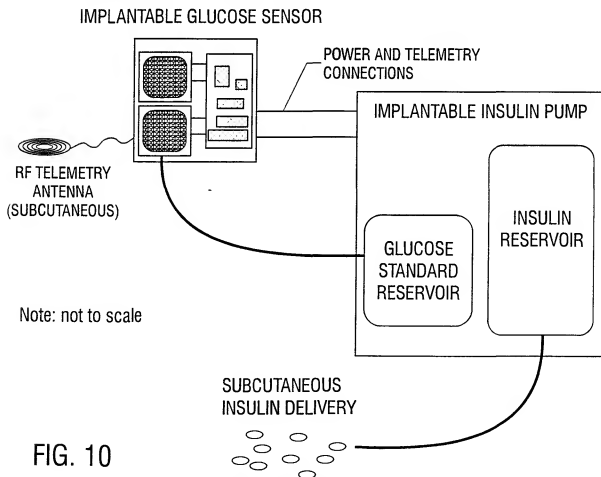 IMPLANTABLE GLUCOSE SENSOR
POWER AND TELEMETRY
CONNECTIONS
IMPLANTABLE INSULIN PUMP
RF TELEMETRY
ANTENNA
(SUBCUTANEOUS)
INSULIN
RESERVOIR
GLUCOSE
STANDARD
RESERVOIR
Note: not to scale
SUBCUTANEOUS
INSULIN DELIVERY
FIG. 10